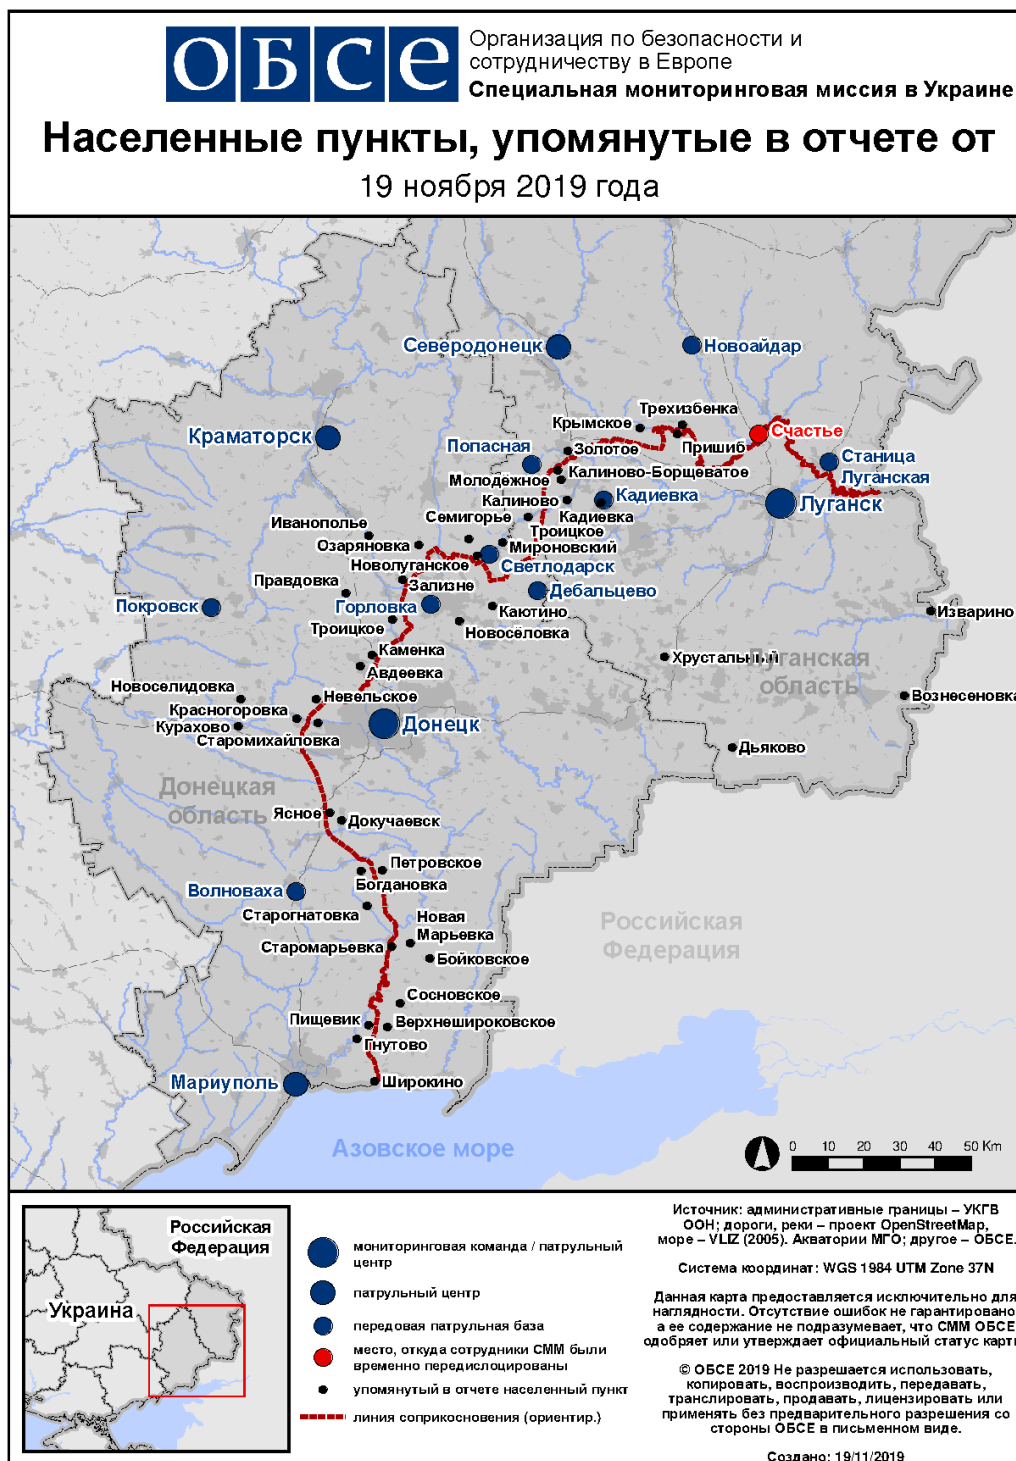 ОБСЕ
Организация по безопасности и
сотрудничеству в Европе
Специальная мониторинговая миссия в Украине
Населенные пункты, упомянутые в отчете от
19 ноября 2019 года
Северодонецк
Новоайдар
Трехизбенка
Крымское
Счастье
Краматорск
Пришиб
Попасная
Золотое
Станица
Луганская
Калиново-Борщеватое
Молодёжное
Кадиевка
Калиново
Луганск
Кадиевка
Семигорье
Иванополье
Троицкое
Озаряновка
Мироновский
Новолуганское
Светлодарск
Правдовка
Зализне
Дебальцево
Покровск
Горловка
Каютино
Изварино
Троицкое
Новосёловка
Каменка
Хрустальный
Луганская
область
Авдеевка
Новоселидовка
Невельское
Вознесеновка
Красногоровка
Курахово
Донецк
Старомихайловка
Дьяково
Донецкая
область
Ясное
Докучаевск
Петровское
Богдановка
Волноваха
Старогнатовка
Новая
Марьевка
Российская
Федерация
Старомарьевка
Бойковское
Сосновское
Пищевик
Верхнешироковское
Гнутово
Мариуполь
Широкино
Азовское море
0 10 20 30 40 50 Km
Российская
Федерация
Украина
мониторинговая команда / патрульный
центр
патрульный центр
передовая патрульная база
место, откуда сотрудники СММ были
временно передислоцированы
упомянутый в отчете населенный пункт
линия соприкосновения (ориентир.)
Источник: административные границы – УКГВ
ООН; дороги, реки – проект OpenStreetMap,
море – VLIZ (2005). Акватории МГО; другое – ОБСЕ.
Система координат: WGS 1984 UTM Zone 37N
Данная карта предоставляется исключительно для
наглядности. Отсутствие ошибок не гарантировано,
а ее содержание не подразумевает, что СММ ОБСЕ
одобряет или утверждает официальный статус карт
© ОБСЕ 2019 Не разрешается использовать,
копировать, воспроизводить, передавать,
транслировать, продавать, лицензировать или
применять без предварительного разрешения со
стороны ОБСЕ в письменном виде.
Создано: 19/11/2019